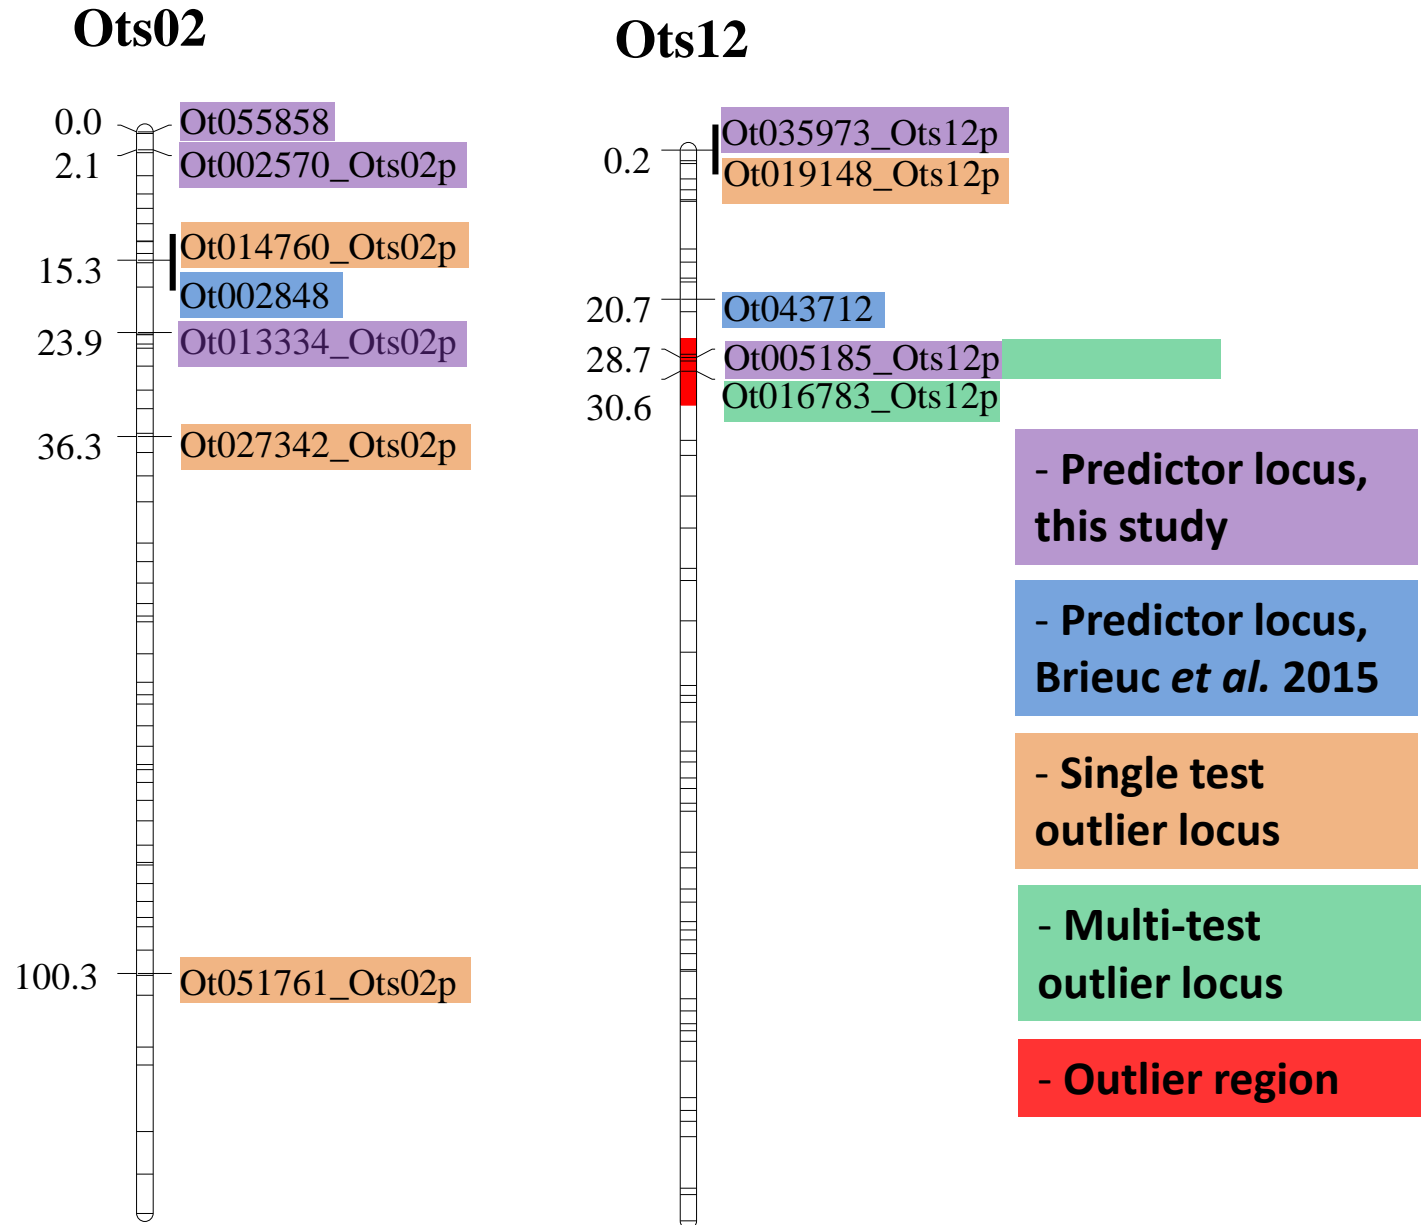 Ots02
0.0
Ot055858
2.1
Ot002570_Ots02p
Ot014760_Ots02p
15.3
Ot002848
23.9
Ot013334_Ots02p
36.3
Ot027342_Ots02p
100.3
Ot051761_Ots02p
Ots12
Ot035973_Ots12p
0.2
Ot019148_Ots12p
20.7
Ot043712
28.7
Ot005185_Ots12p
30.6
Ot016783_Ots12p
- Predictor locus,
this study
- Predictor locus,
Brieuc et al. 2015
- Single test
outlier locus
- Multi-test
outlier locus
- Outlier region